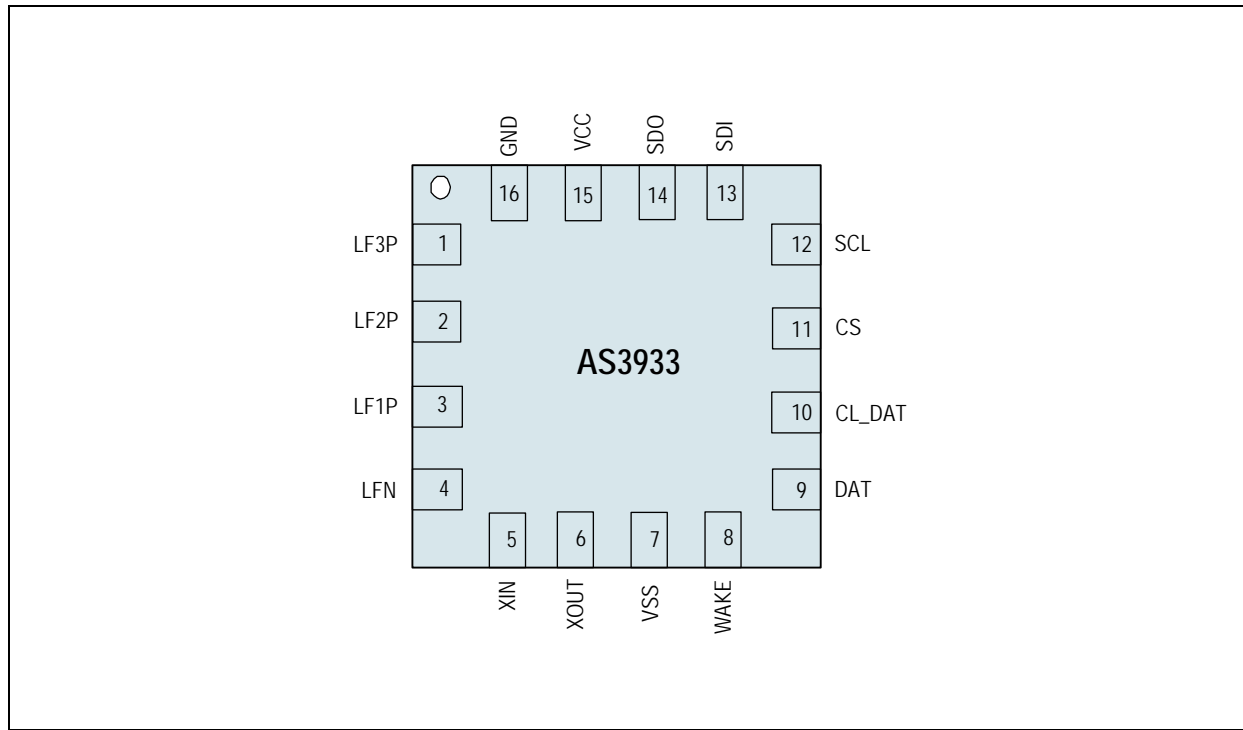 GND
VCC
SDO
SDI
16
15
14
13
LF3P
1
12
SCL
LF2P
2
11
CS
AS3933
LF1P
3
10
CL_DAT
LFN
4
9
DAT
5
6
7
8
XIN
XOUT
VSS
WAKE